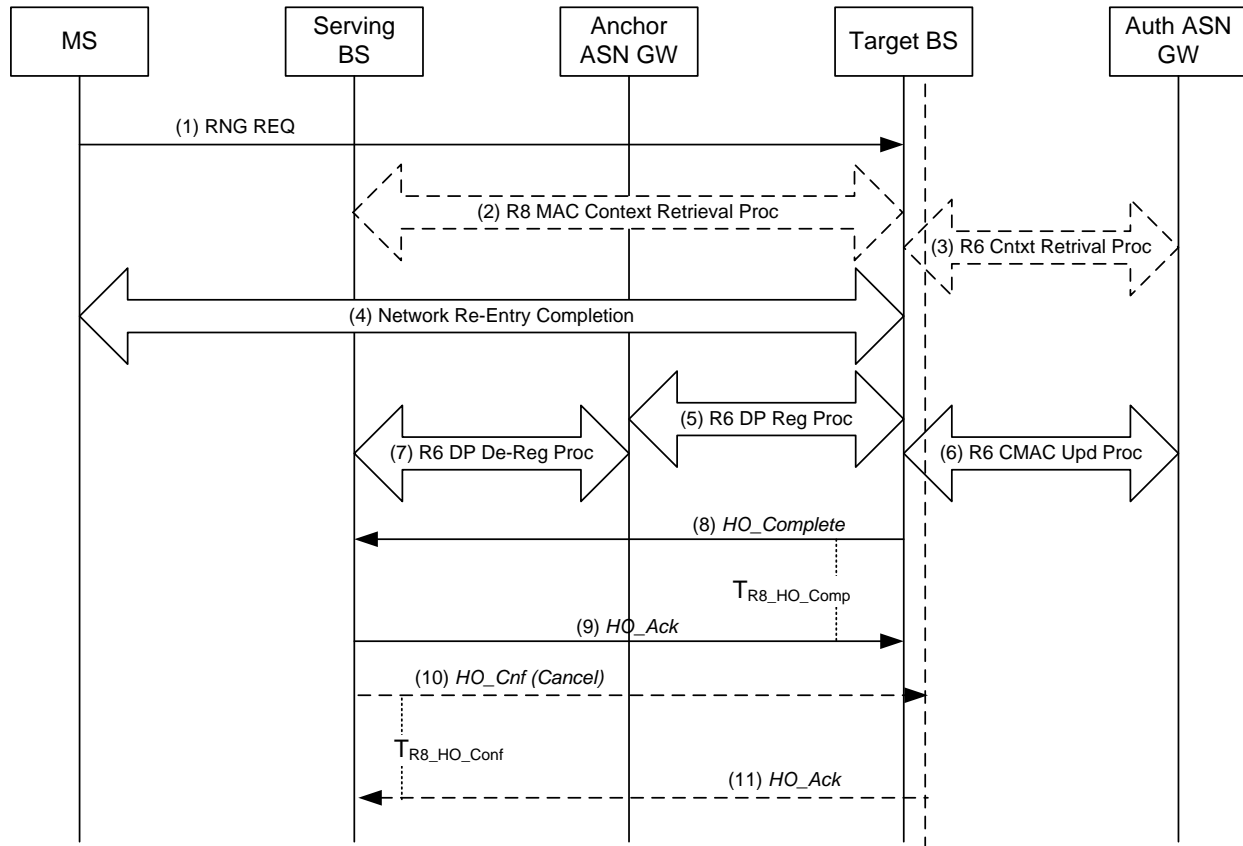 MS
Serving
BS
Anchor
ASN GW
Target BS
Auth ASN
GW
(1) RNG REQ
(2) R8 MAC Context Retrieval Proc
(3) R6 Cntxt Retrival Proc
(4) Network Re-Entry Completion
(5) R6 DP Reg Proc
(7) R6 DP De-Reg Proc
(6) R6 CMAC Upd Proc
(8) HO_Complete
TR8_HO_Comp
(9) HO_Ack
(10) HO_Cnf (Cancel)
TR8_HO_Conf
(11) HO_Ack